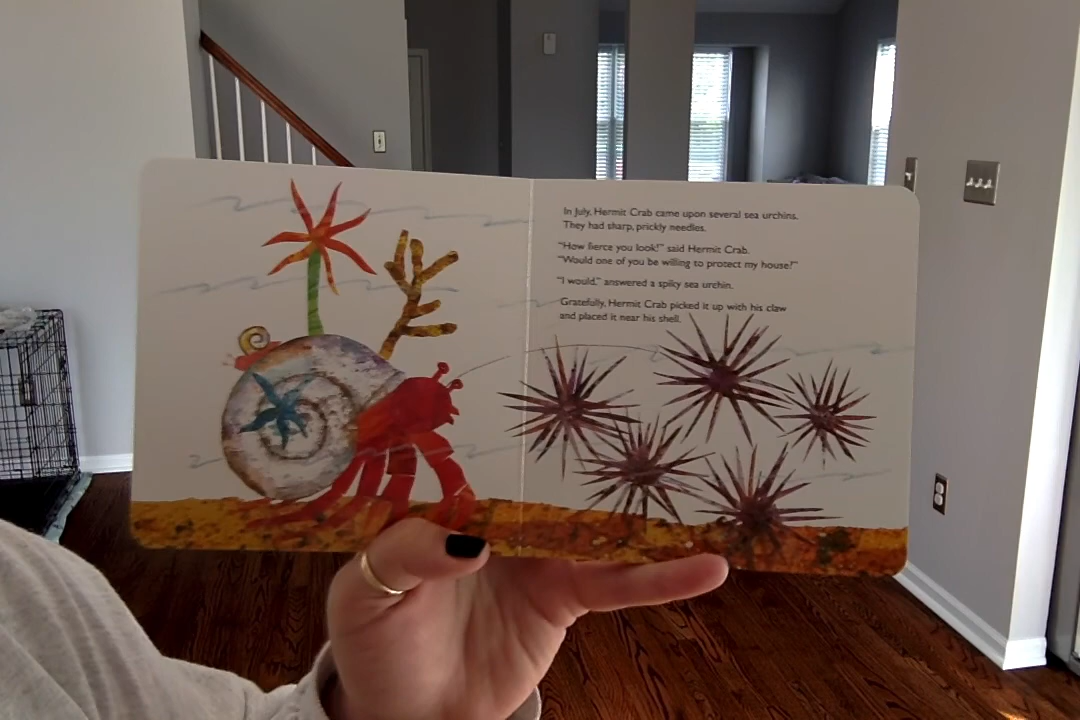 In July, Hermit Crab came upon several sea urchins.
They had sharp, prickly needles.
"How fierce you look!" said Hermit Crab.
"Would one of you be willing to protect my house?"
"I would," answered a spiky sea urchin.
Gratefully, Hermit Crab picked it up with his claw
and placed it near his shell.